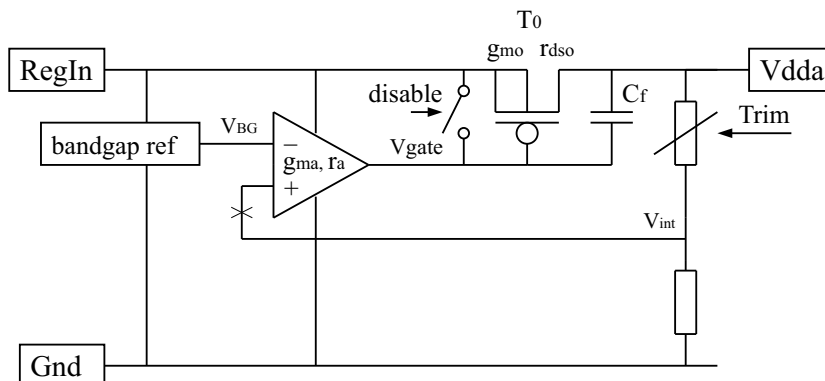 T0
gmo rdso
RegIn
Vdda
disable
Cf
Trim
bandgap ref
VBG
Vgate
−
gma, ra
+
Vint
Gnd